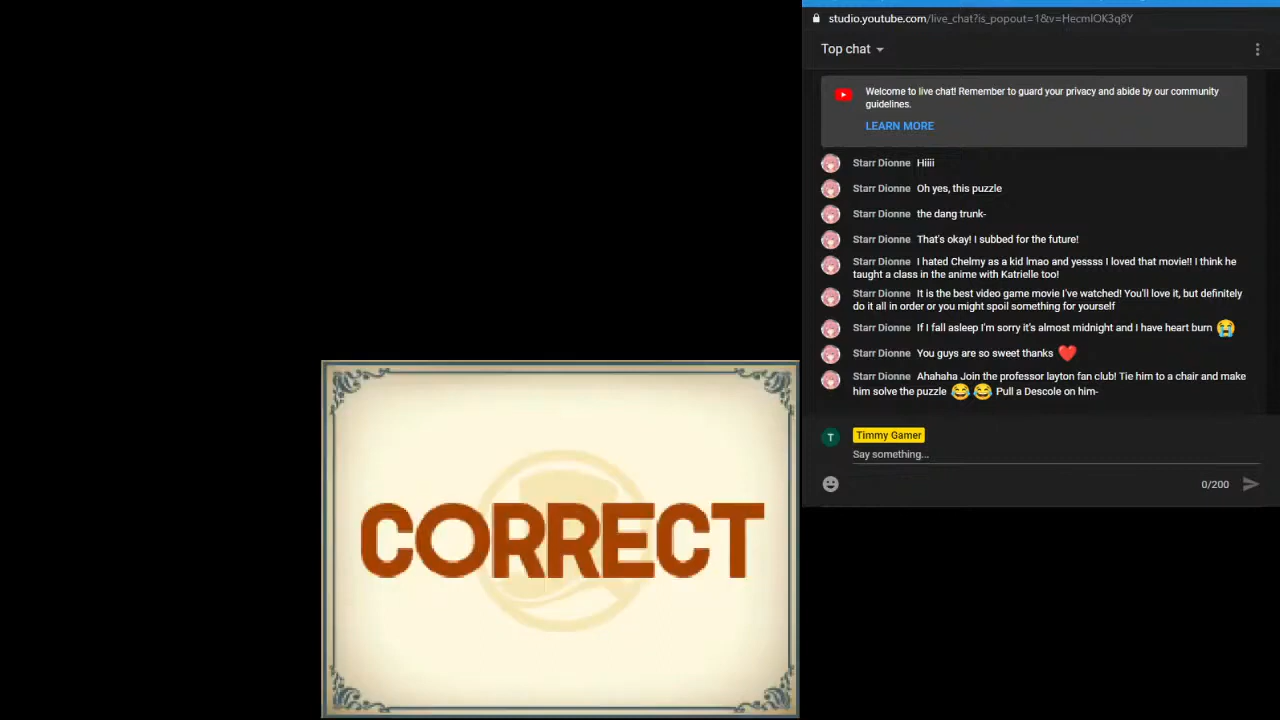 studio.youtube.com/live_chat?is_popout=1&v=HecmlOK3q8Y
Top chat
Welcome to live chat! Remember to guard your privacy and abide by our community
guidelines.
LEARN MORE
Starr Dionne Hiiii
Starr Dionne Oh yes, this puzzle
Starr Dionne the dang trunk-
Starr Dionne That's okay! I subbed for the future!
Starr Dionne I hated Chelmy as a kid lmao and yessss I loved that movie!! I think he
taught a class in the anime with Katrielle too!
Starr Dionne It is the best video game movie I've watched! You'll love it, but definitely
do it all in order or you might spoil something for yourself
Starr Dionne If I fall asleep I'm sorry it's almost midnight and I have heart burn 😭
Starr Dionne You guys are so sweet thanks ❤️
Starr Dionne Ahahaha Join the professor layton fan club! Tie him to a chair and make
him solve the puzzle 😂 😂 Pull a Descole on him-
T Timmy Gamer
Say something...
0/200
CORRECT